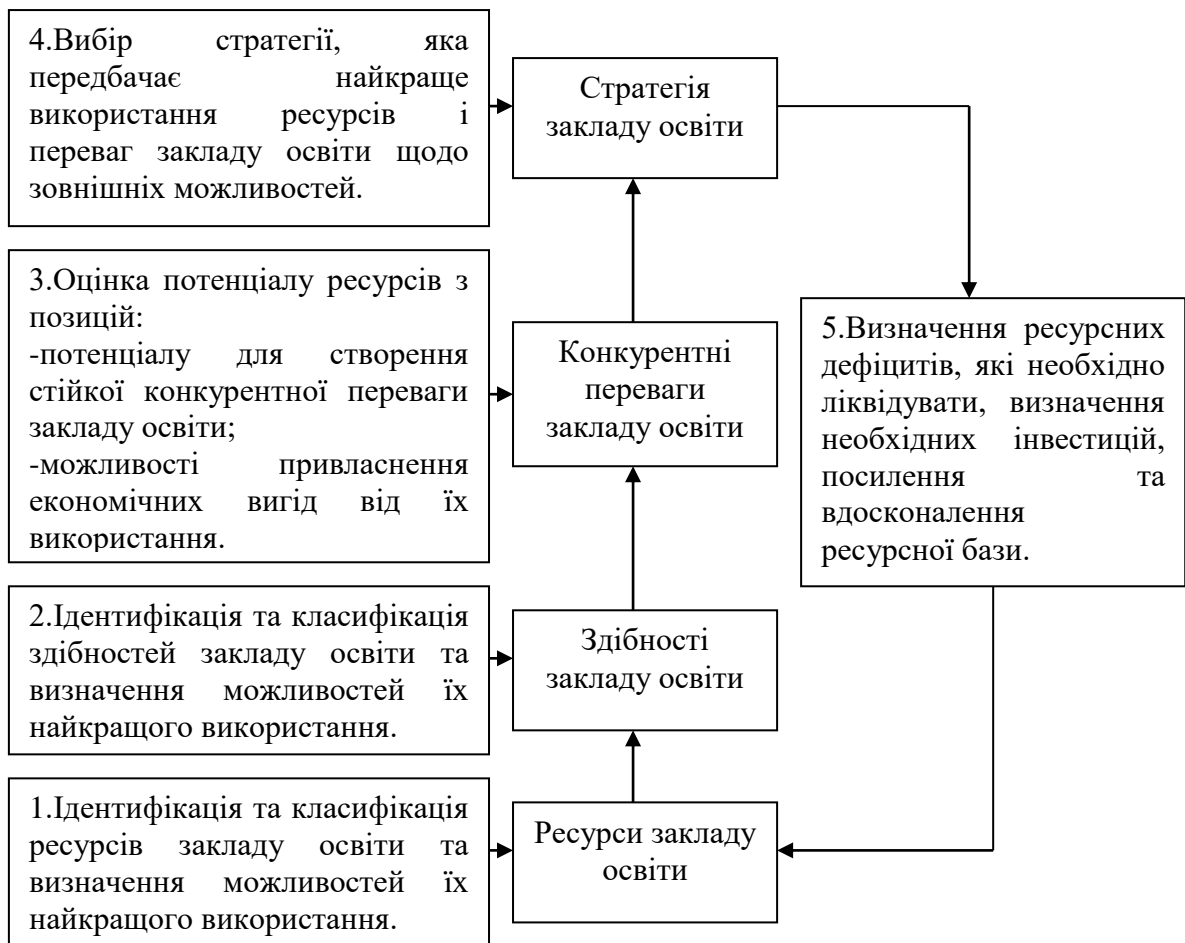 4.Вибір стратегії, яка
передбачає найкраще
використання ресурсів і
переваг закладу освіти щодо
зовнішніх можливостей.
Стратегія
закладу освіти
3.Оцінка потенціалу ресурсів з
позицій:
-потенціалу для створення
стійкої конкурентної переваги
закладу освіти;
-можливості привласнення
економічних вигід від їх
використання.
Конкурентні
переваги
закладу освіти
5.Визначення ресурсних
дефіцитів, які необхідно
ліквідувати, визначення
необхідних інвестицій,
посилення та
вдосконалення
ресурсної бази.
2.Ідентифікація та класифікація
здібностей закладу освіти та
визначення можливостей їх
найкращого використання.
Здібності
закладу освіти
1.Ідентифікація та класифікація
ресурсів закладу освіти та
визначення можливостей їх
найкращого використання.
Ресурси закладу
освіти